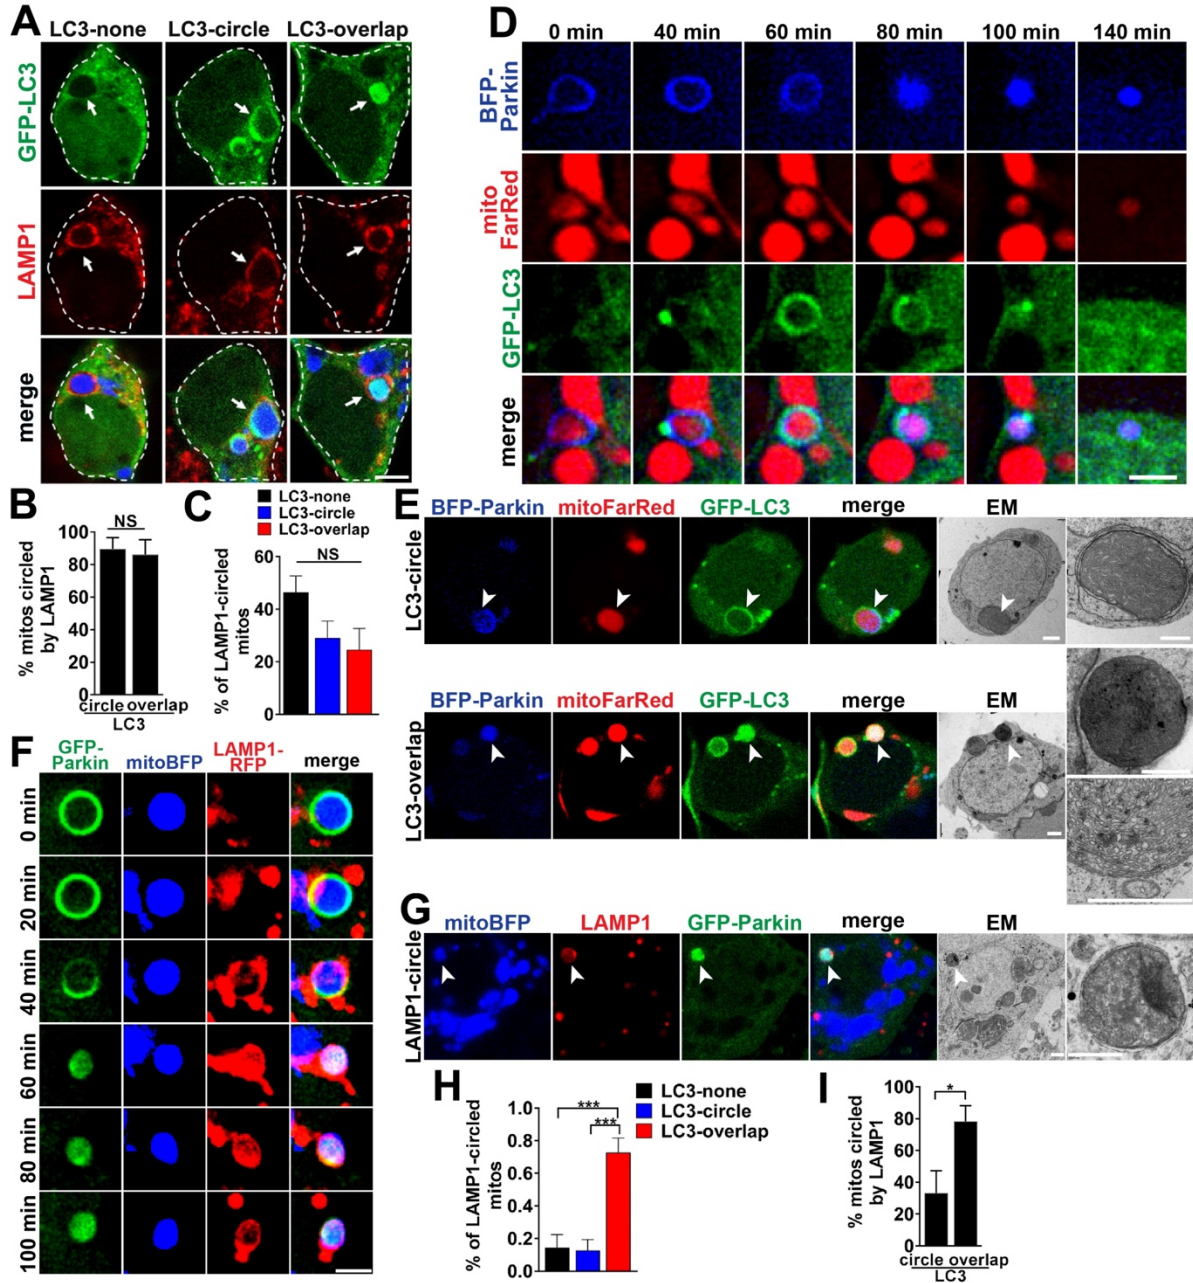 A
LC3-none LC3-circle LC3-overlap
GFP-LC3
LAMP1
merge
D
0 min 40 min 60 min 80 min 100 min 140 min
BFP-
Parkin
mito
FarRed
GFP-LC3
merge
B
NS
% mitos circled
by LAMP1
100
80
60
40
20
0
circle overlap
LC3
C
LC3-none
LC3-circle
LC3-overlap
NS
% of LAMP1-circled
mitos
60
40
20
0
E
BFP-Parkin mitoFarRed GFP-LC3 merge EM
LC3-circle
BFP-Parkin mitoFarRed GFP-LC3 merge EM
LC3-overlap
F
GFP-
Parkin
mitoBFP
LAMP1-
RFP
merge
0 min
20 min
40 min
60 min
80 min
100 min
G
mitoBFP LAMP1 GFP-Parkin merge EM
LAMP1-circle
H
LC3-none
LC3-circle
LC3-overlap
***
***
% of LAMP1-circled
mitos
1.0
0.8
0.6
0.4
0.2
0.0
I
*
% mitos circled
by LAMP1
100
80
60
40
20
0
circle overlap
LC3